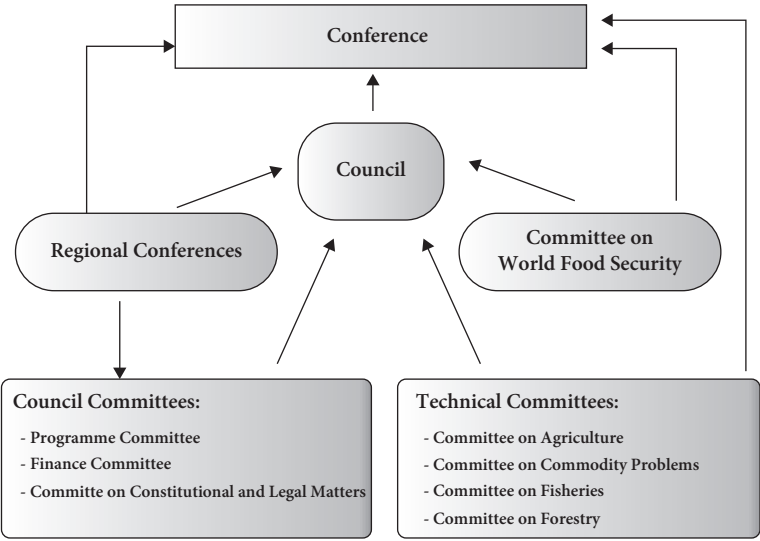 Conference
Council
Regional Conferences
Committee on
World Food Security
Council Committees:
- Programme Committee
- Finance Committee
- Committe on Constitutional and Legal Matters
Technical Committees:
- Committee on Agriculture
- Committee on Commodity Problems
- Committee on Fisheries
- Committee on Forestry